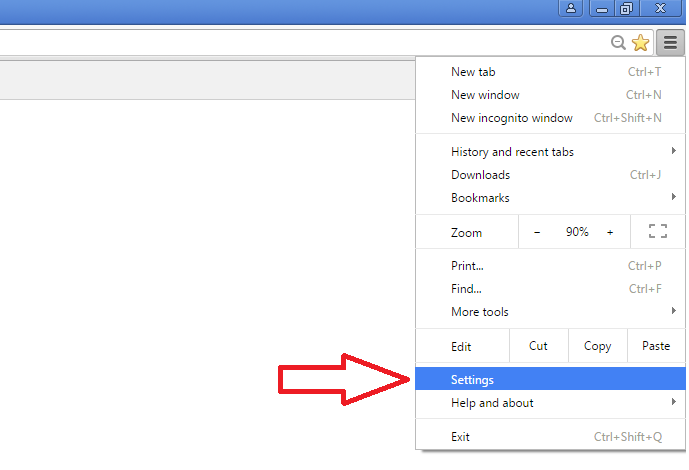 New tab Ctrl+T
New window Ctrl+N
New incognito window Ctrl+Shift+N
History and recent tabs
Downloads Ctrl+J
Bookmarks
Zoom − 90% +
Print... Ctrl+P
Find... Ctrl+F
More tools
Edit Cut Copy Paste
Settings
Help and about
Exit Ctrl+Shift+Q